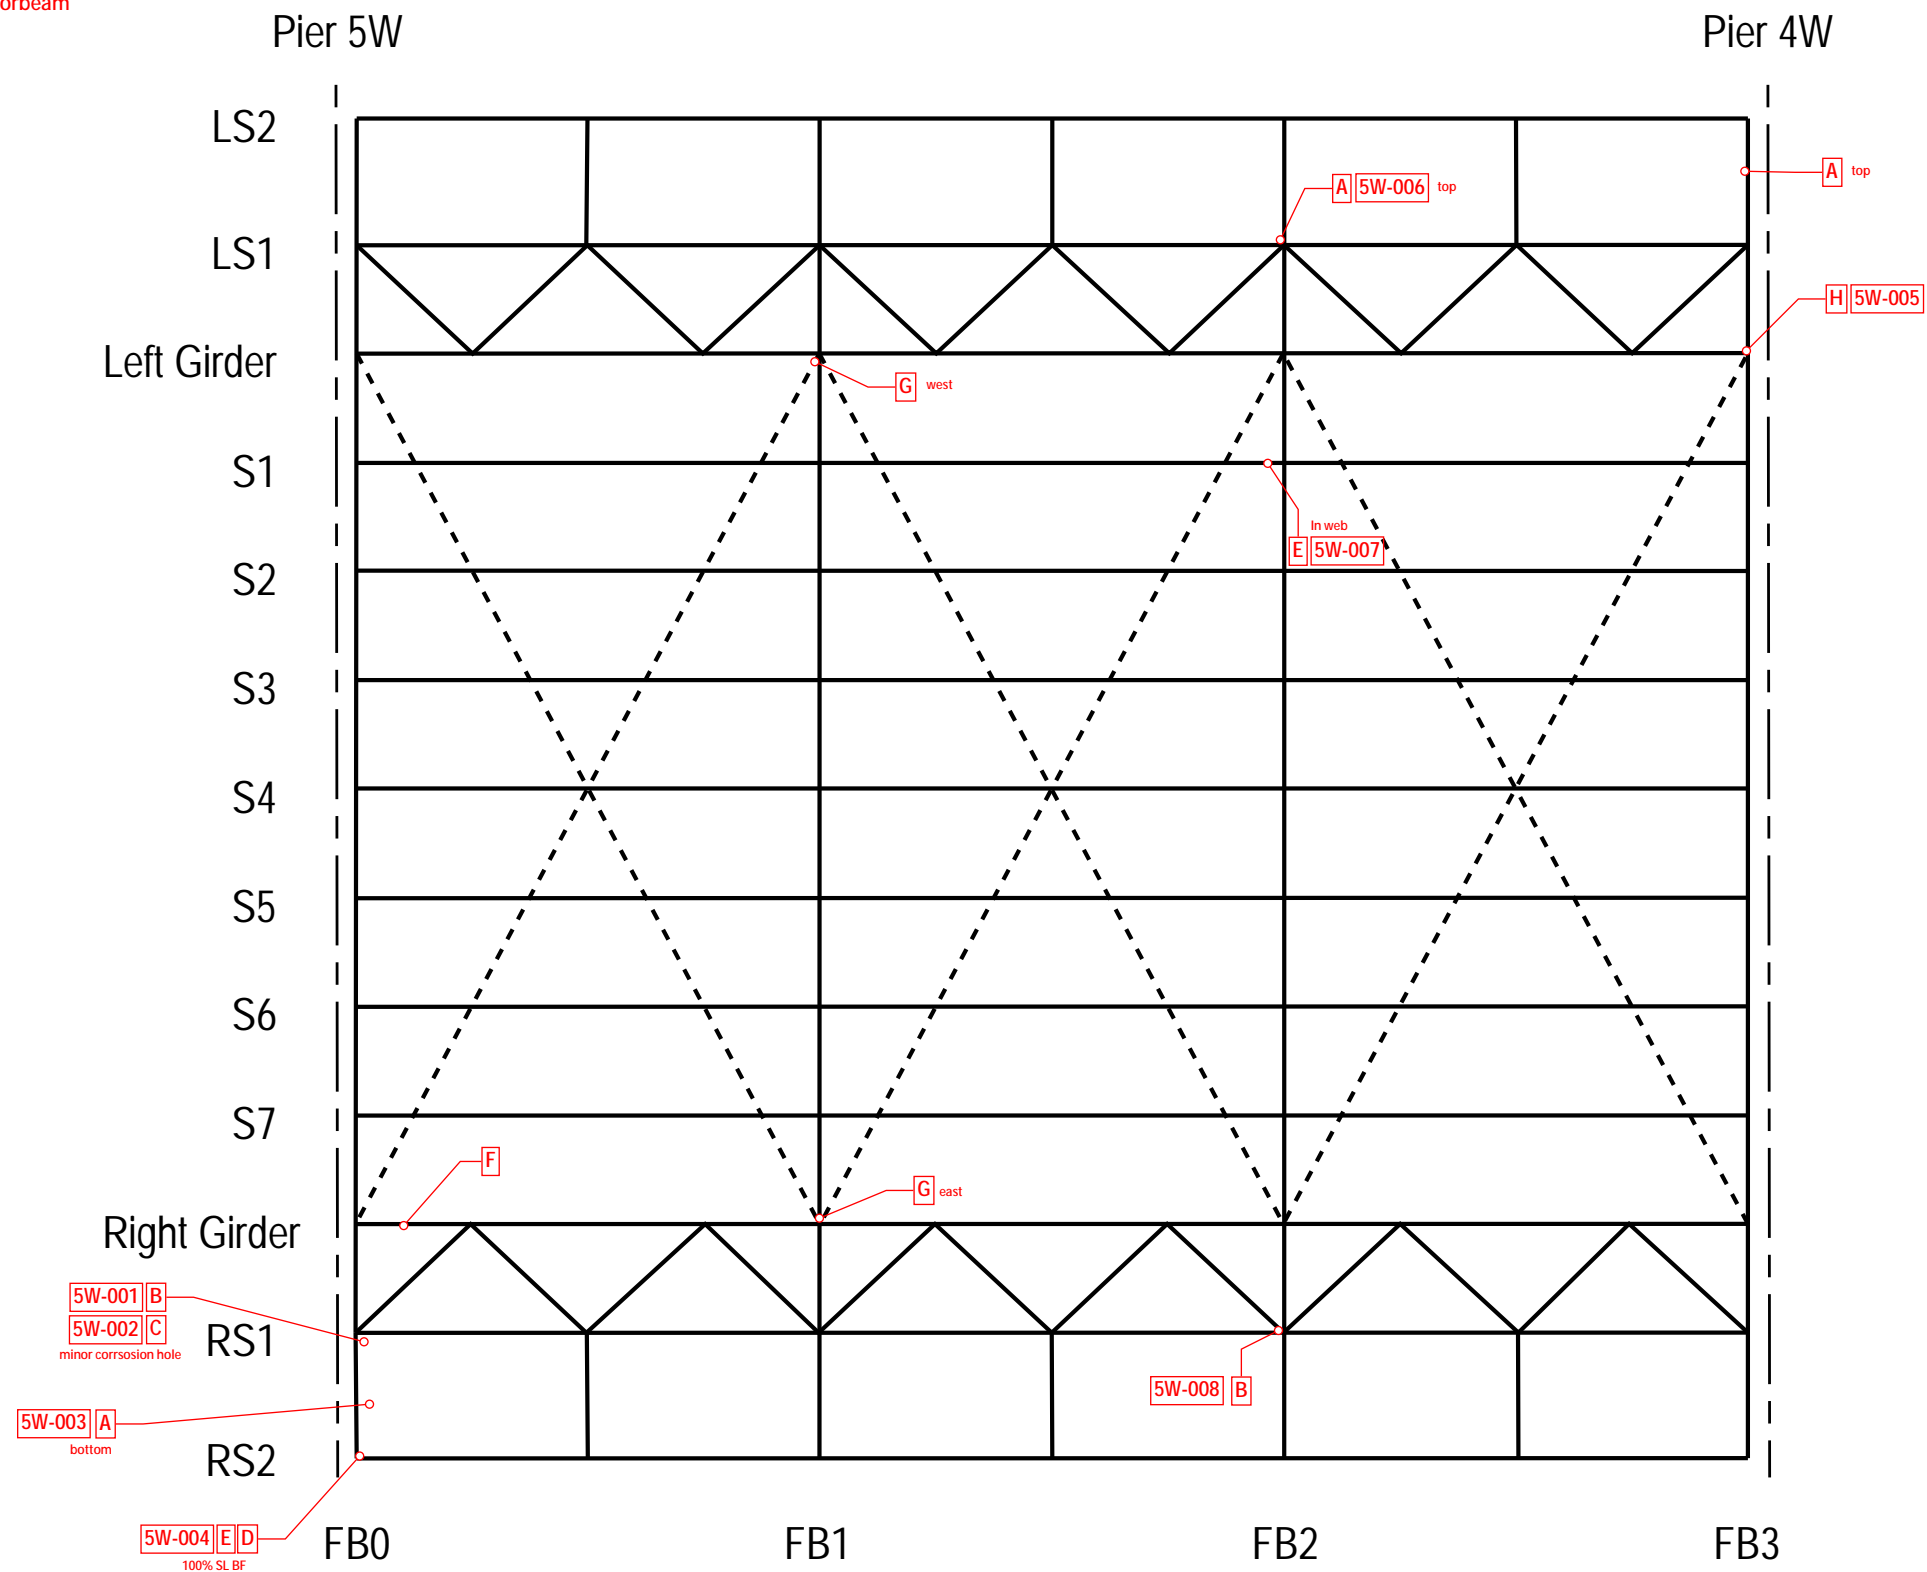 orbeam
Pier 5W
Pier 4W
LS2
A top
A 5W-006 top
LS1
H 5W-005
Left Girder
G west
S1
In web
E 5W-007
S2
S3
S4
S5
S6
S7
F
G east
Right Girder
5W-001 B
5W-002 C
minor corrsosion hole
RS1
5W-008 B
5W-003 A
bottom
RS2
5W-004 E D
100% SL BF
FB0
FB1
FB2
FB3